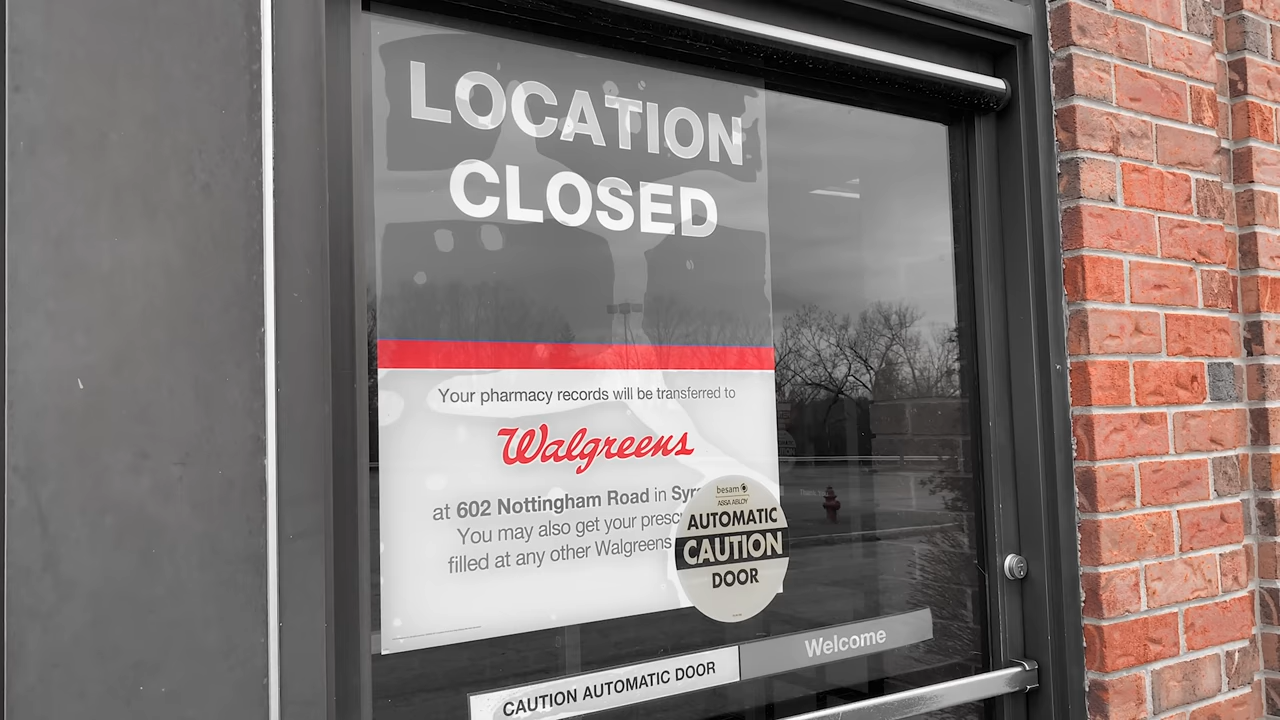 LOCATION
CLOSED
Your pharmacy records will be transferred to
Walgreens
at 602 Nottingham Road in
You may also get your
filled at any other Walgreens
besam
ASSA ABLOY
AUTOMATIC
CAUTION
DOOR
Welcome
CAUTION AUTOMATIC DOOR